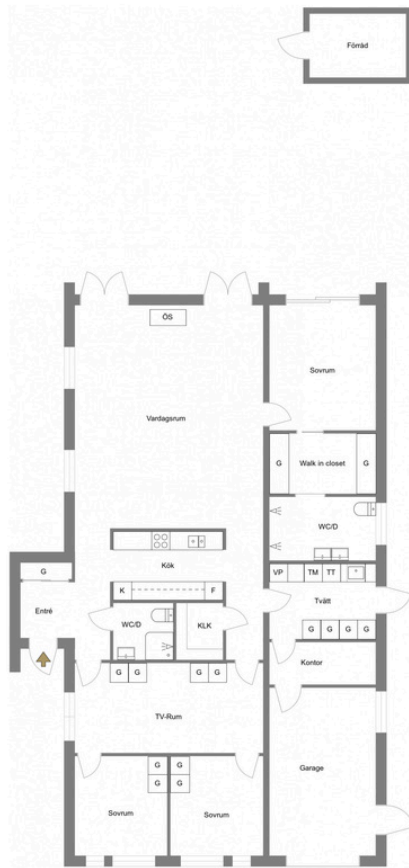 Förråd
ÖS
Sovrum
Vardagsrum
G
Walk in closet
G
WC/D
Kök
VP
TM
TT
G
K
F
Tvätt
Entré
WC/D
KLK
G
G
G
G
Kontor
G
G
G
G
TV-Rum
Garage
G
G
G
G
Sovrum
Sovrum